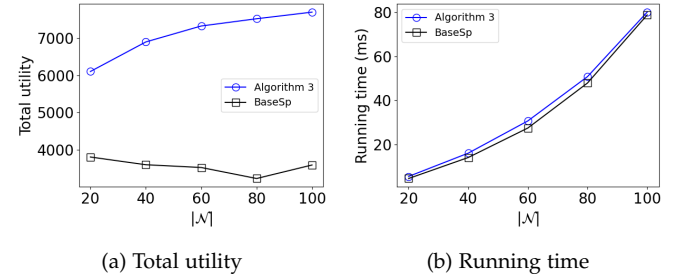 Total utility
7000
6000
5000
4000
Algorithm 3
BaseSp
20 40 60 80 100
|𝒩|
(a) Total utility
Running time (ms)
80
60
40
20
Algorithm 3
BaseSp
20 40 60 80 100
|𝒩|
(b) Running time